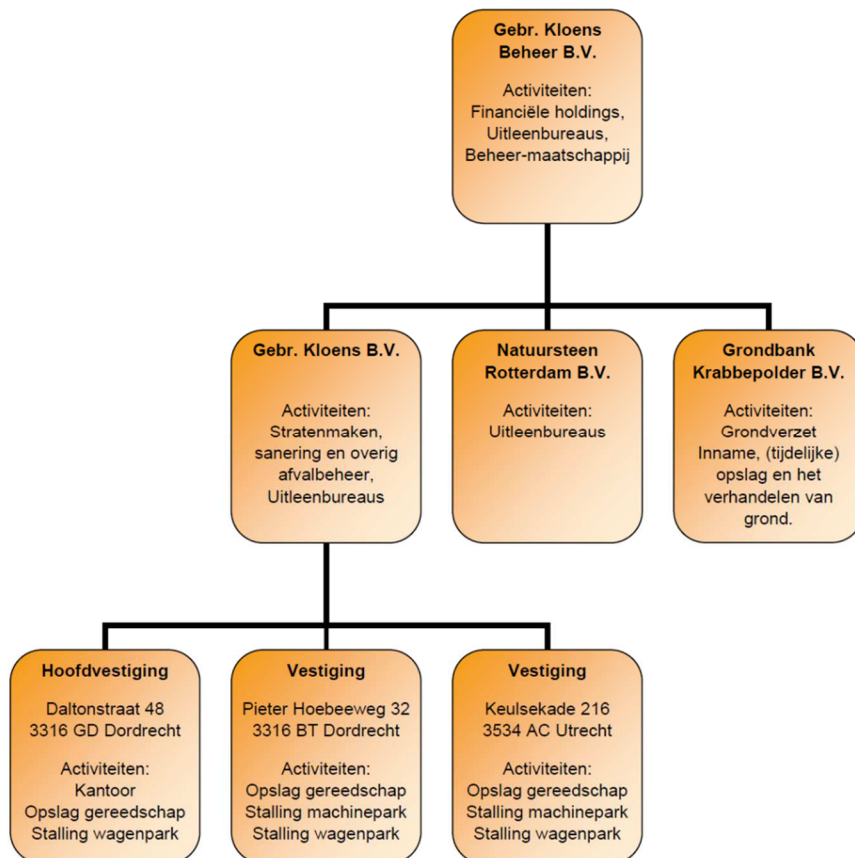 Gebr. Kloens
Beheer B.V.
Activiteiten:
Financiële holdings,
Uitleenbureaus,
Beheer-maatschappij
Gebr. Kloens B.V.
Activiteiten:
Stratenmaken,
sanering en overig
afvalbeheer,
Uitleenbureaus
Natuursteen
Rotterdam B.V.
Activiteiten:
Uitleenbureaus
Grondbank
Krabbepolder B.V.
Activiteiten:
Grondverzet
Inname, (tijdelijke)
opslag en het
verhandelen van
grond.
Hoofdvestiging
Daltonstraat 48
3316 GD Dordrecht
Activiteiten:
Kantoor
Opslag gereedschap
Stalling wagenpark
Vestiging
Pieter Hoebeeweg 32
3316 BT Dordrecht
Activiteiten:
Opslag gereedschap
Stalling machinepark
Stalling wagenpark
Vestiging
Keulsekade 216
3534 AC Utrecht
Activiteiten:
Opslag gereedschap
Stalling machinepark
Stalling wagenpark